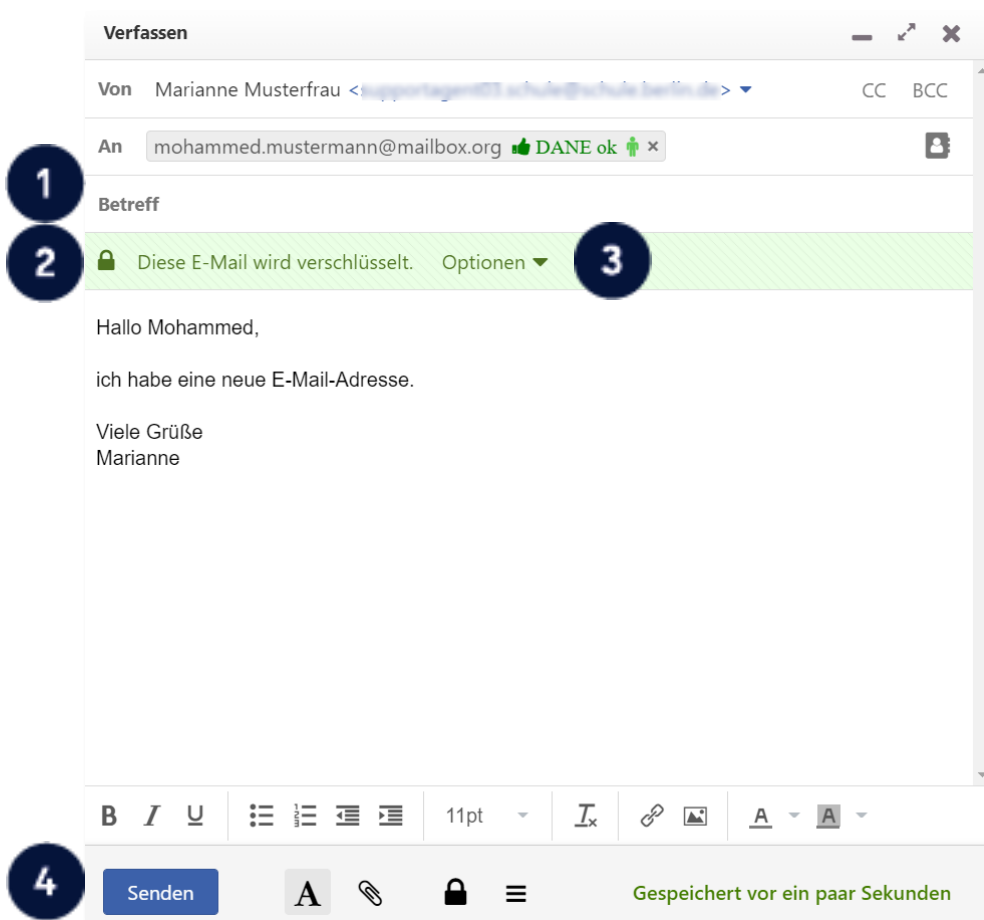 Verfassen
Von Marianne Musterfrau < > CC BCC
An mohammed.mustermann@mailbox.org DANE ok ×
1
Betreff
2 Diese E-Mail wird verschlüsselt. Optionen 3
Hallo Mohammed,
ich habe eine neue E-Mail-Adresse.
Viele Grüße
Marianne
B I U 11pt Tx A A
4 Senden A Gespeichert vor ein paar Sekunden